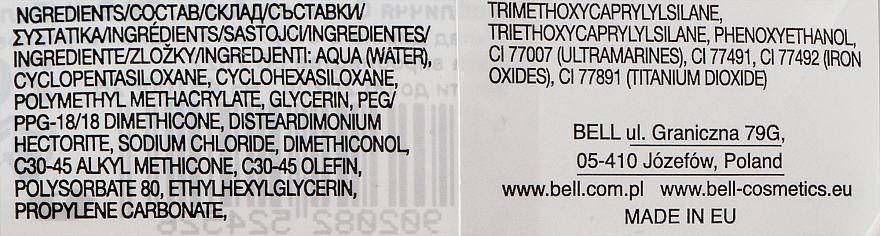 NGREDIENTS/СОСТАВ/СКЛАД/СЪСТАВКИ/
ΣΥΣΤΑΤΙΚΑ/INGRÉDIENTS/SASTOJCI/INGREDIENTES/
INGREDIENTE/ZLOŽKY/INGREDJENTI: AQUA (WATER),
CYCLOPENTASILOXANE, CYCLOHEXASILOXANE,
POLYMETHYL METHACRYLATE, GLYCERIN, PEG/
PPG-18/18 DIMETHICONE, DISTEARDIMONIUM
HECTORITE, SODIUM CHLORIDE, DIMETHICONOL,
C30-45 ALKYL METHICONE, C30-45 OLEFIN,
POLYSORBATE 80, ETHYLHEXYLGLYCERIN,
PROPYLENE CARBONATE,
TRIMETHOXYCAPRYLYLSILANE,
TRIETHOXYCAPRYLYLSILANE, PHENOXYETHANOL,
CI 77007 (ULTRAMARINES), CI 77491, CI 77492 (IRON
OXIDES), CI 77891 (TITANIUM DIOXIDE)
BELL ul. Graniczna 79G,
05-410 Józefów, Poland
www.bell.com.pl www.bell-cosmetics.eu
MADE IN EU